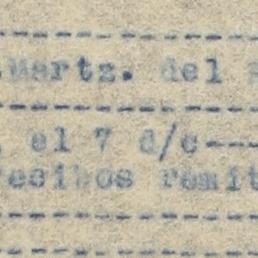 Martz. del
el 7 d/c---
recibos remit